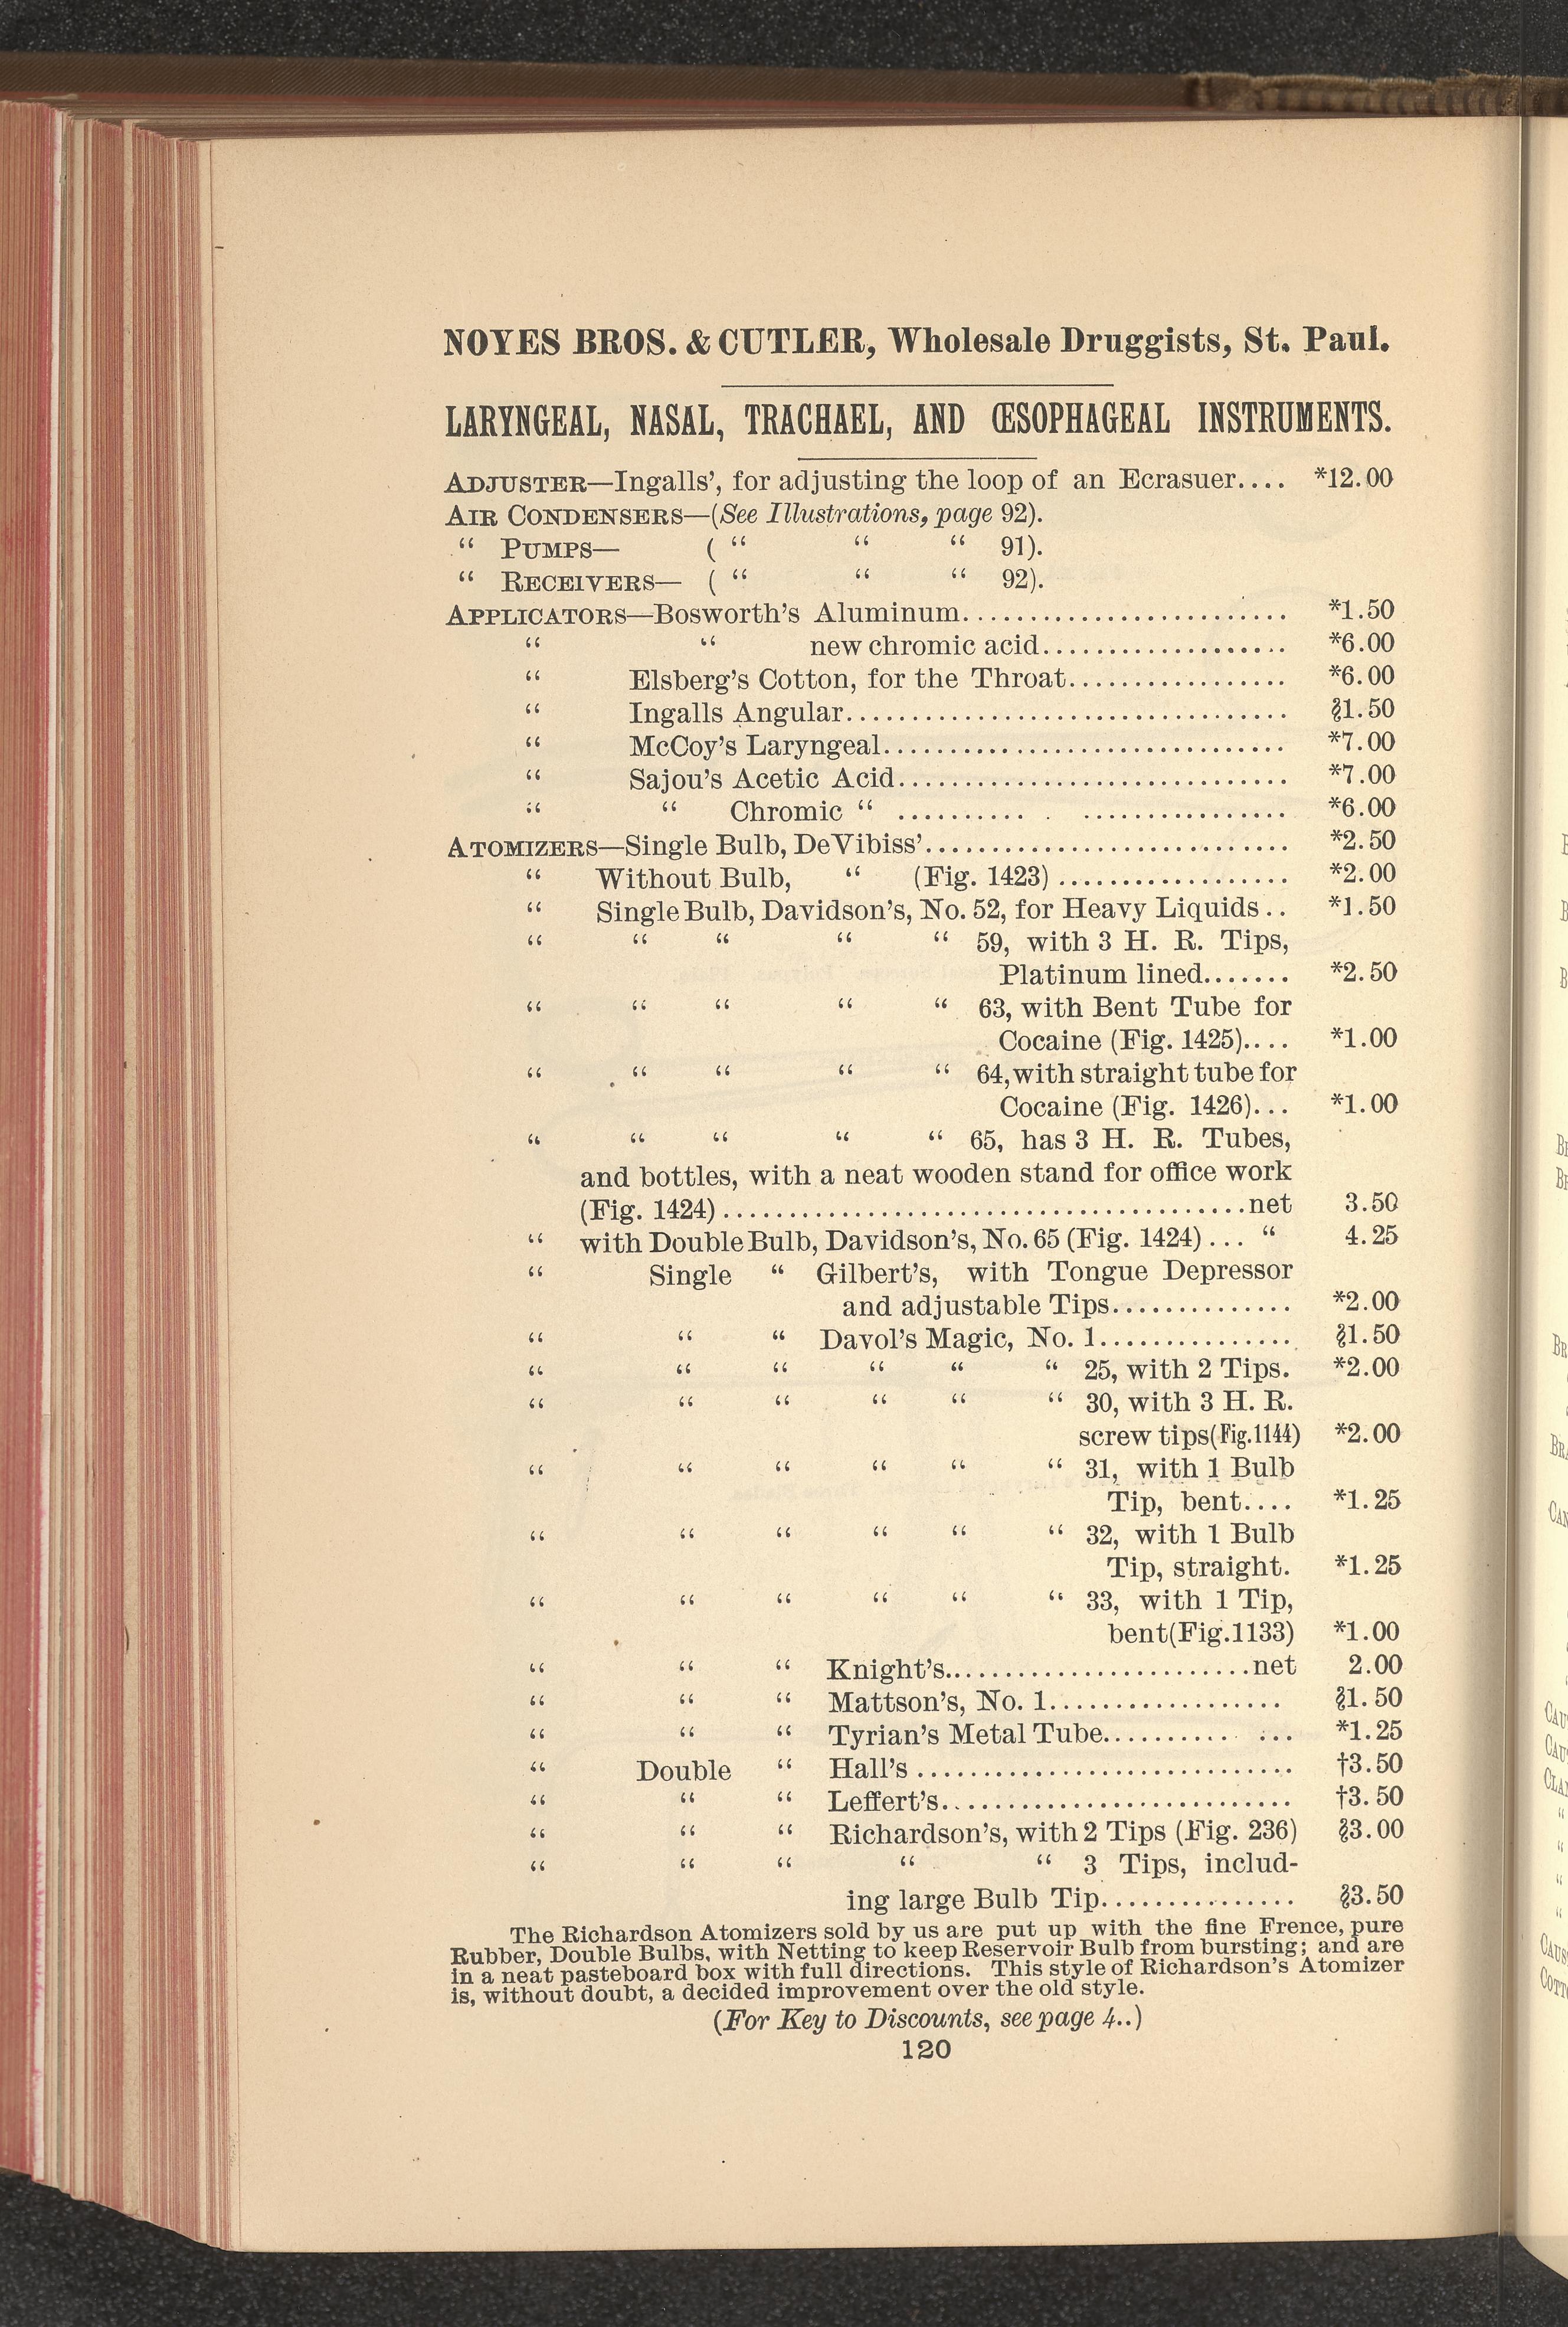 NOYES BROS. & CUTLER, Wholesale Druggists, St. Paul.
LARYNGEAL, NASAL, TRACHAEL, AND ŒSOPHAGEAL INSTRUMENTS.
ADJUSTER—Ingalls', for adjusting the loop of an Ecrasuer.... *12.00
AIR CONDENSERS—(See Illustrations, page 92).
“ PUMPS— ( “ “ “ 91).
“ RECEIVERS— ( “ “ “ 92).
APPLICATORS—Bosworth's Aluminum......................... *1.50
“ “ new chromic acid................... *6.00
“ Elsberg's Cotton, for the Throat................. *6.00
“ Ingalls Angular.................................. §1.50
“ McCoy's Laryngeal............................... *7.00
“ Sajou's Acetic Acid.............................. *7.00
“ “ Chromic “ .......... . ................ *6.00
ATOMIZERS—Single Bulb, DeVibiss'............................ *2.50
“ Without Bulb, “ (Fig. 1423) .................. *2.00
“ Single Bulb, Davidson's, No. 52, for Heavy Liquids.. *1.50
“ “ “ “ “ 59, with 3 H. R. Tips,
Platinum lined....... *2.50
“ “ “ “ “ 63, with Bent Tube for
Cocaine (Fig. 1425).... *1.00
“ “ “ “ “ 64, with straight tube for
Cocaine (Fig. 1426)... *1.00
“ “ “ “ “ 65, has 3 H. R. Tubes,
and bottles, with a neat wooden stand for office work
(Fig. 1424)........................................net 3.50
“ with Double Bulb, Davidson's, No. 65 (Fig. 1424)... “ 4.25
“ Single “ Gilbert's, with Tongue Depressor
and adjustable Tips.............. *2.00
“ “ “ Davol's Magic, No. 1............... §1.50
“ “ “ “ “ “ 25, with 2 Tips. *2.00
“ “ “ “ “ “ 30, with 3 H. R.
screw tips(Fig.1144) *2.00
“ “ “ “ “ “ 31, with 1 Bulb
Tip, bent.... *1.25
“ “ “ “ “ “ 32, with 1 Bulb
Tip, straight. *1.25
“ “ “ “ “ “ 33, with 1 Tip,
bent(Fig.1133) *1.00
“ “ “ Knight's........................net 2.00
“ “ “ Mattson's, No. 1.................. §1.50
“ “ “ Tyrian's Metal Tube.......... ... *1.25
“ Double “ Hall's ............................. †3.50
“ “ “ Leffert's........................... †3.50
“ “ “ Richardson's, with 2 Tips (Fig. 236) §3.00
“ “ “ “ “ 3 Tips, includ-
ing large Bulb Tip............... §3.50
The Richardson Atomizers sold by us are put up with the fine Frence, pure
Rubber, Double Bulbs, with Netting to keep Reservoir Bulb from bursting; and are
in a neat pasteboard box with full directions. This style of Richardson's Atomizer
is, without doubt, a decided improvement over the old style.
(For Key to Discounts, see page 4..)
120